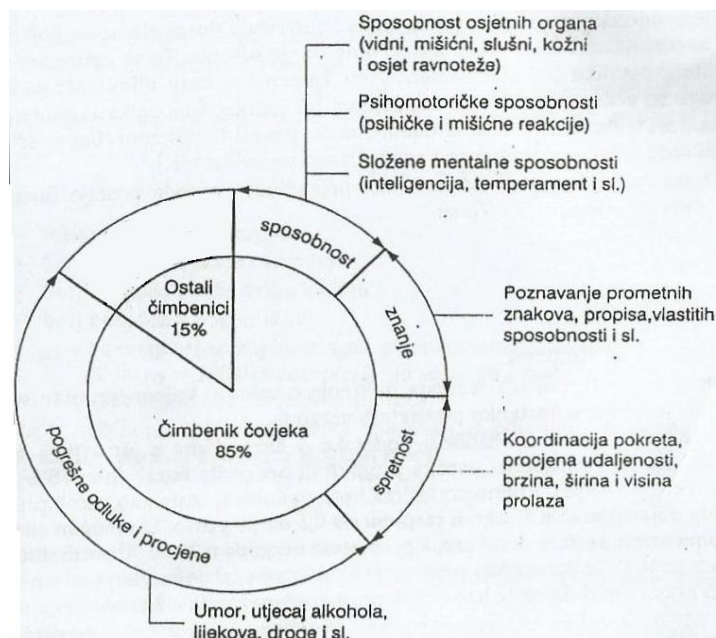 Sposobnost osjetnih organa
(vidni, mišićni, slušni, kožni
i osjet ravnoteže)
Psihomotoričke sposobnosti
(psihičke i mišićne reakcije)
Složene mentalne sposobnosti
(inteligencija, temperament i sl.)
sposobnost
Ostali
čimbenici
15%
znanje
Poznavanje prometnih
znakova, propisa,vlastitih
sposobnosti i sl.
Čimbenik čovjeka
85%
spremnost
Koordinacija pokreta,
procjena udaljenosti,
brzina, širina i visina
prolaza
pogrešne odluke i procjene
Umor, utjecaj alkohola,
lijekova, droge i sl.